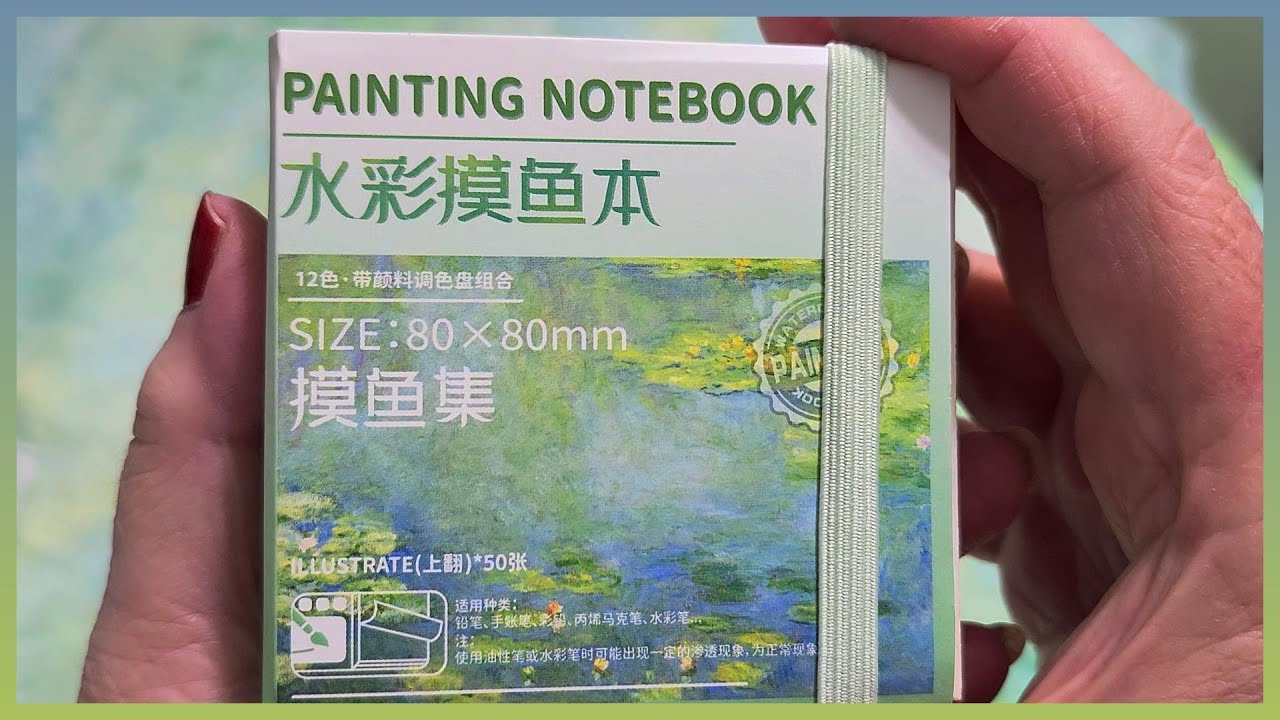 PAINTING NOTEBOOK
水彩摸鱼本
12色·带颜料调色盘组合
SIZE:80×80mm
摸鱼集
ILLUSTRATE(上翻)*50张
适用种类:
铅笔、手账笔、彩铅、丙烯马克笔、水彩笔...
注:
使用油性笔或水彩笔时可能出现一定的渗透现象,为正常现象